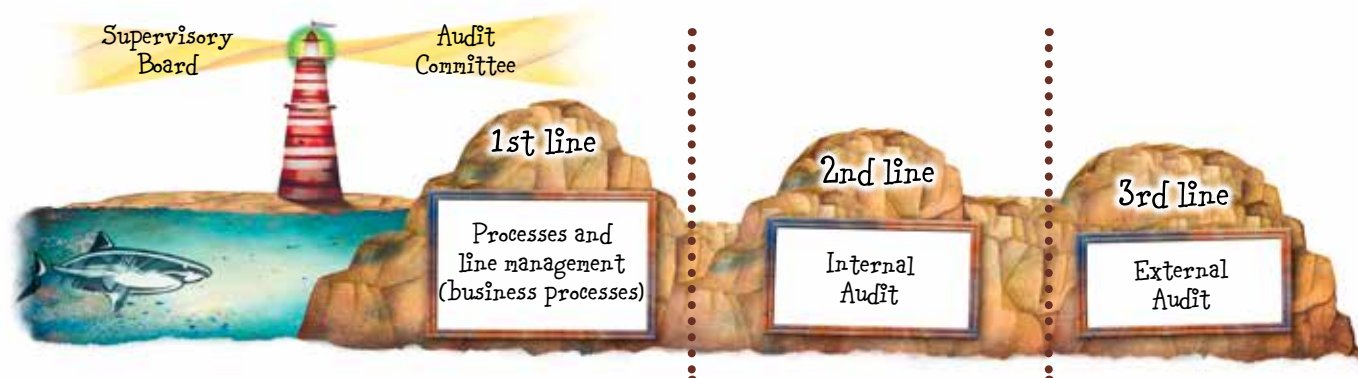 Supervisory
Board
Audit
Committee
1st line
Processes and
line management
(business processes)
2nd line
Internal
Audit
3rd line
External
Audit